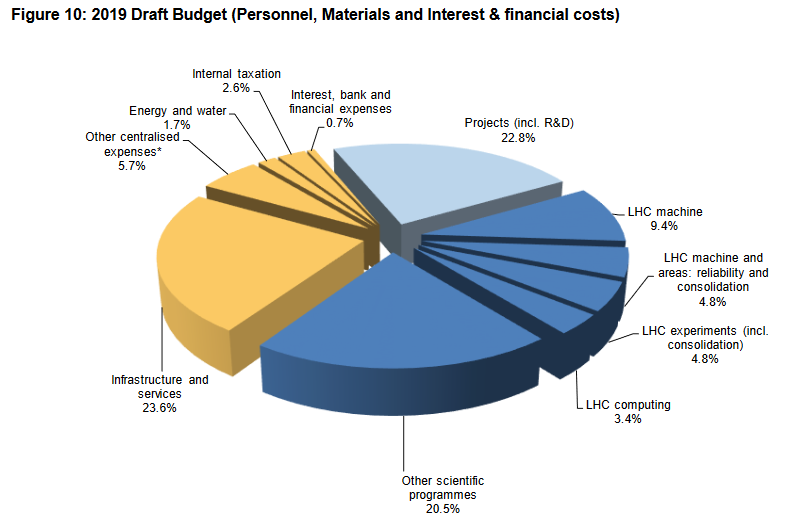 Figure 10: 2019 Draft Budget (Personnel, Materials and Interest & financial costs)
Internal taxation
2.6%
Interest, bank and
financial expenses
0.7%
Energy and water
1.7%
Other centralised
expenses*
5.7%
Projects (incl. R&D)
22.8%
LHC machine
9.4%
LHC machine and
areas: reliability and
consolidation
4.8%
LHC experiments (incl.
consolidation)
4.8%
LHC computing
3.4%
Other scientific
programmes
20.5%
Infrastructure and
services
23.6%